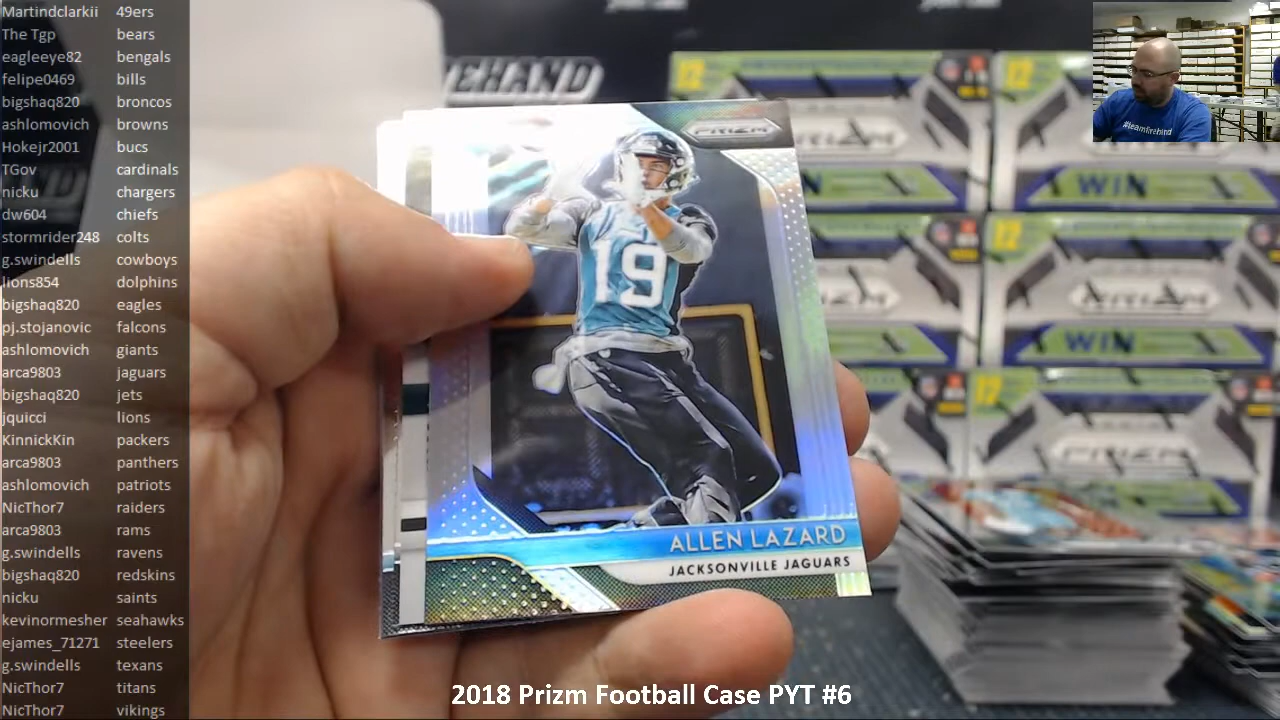 Martindclarkii 49ers
The Tgp bears
eagleeye82 bengals
felipe0469 bills
bigshaq820 broncos
ashlomovich browns
Hokejr2001 bucs
TGov cardinals
nicku chargers
dw604 chiefs
stormrider248 colts
g.swindells cowboys
lions854 dolphins
bigshaq820 eagles
pj.stojanovic falcons
ashlomovich giants
arca9803 jaguars
bigshaq820 jets
jquicci lions
KinnickKin packers
arca9803 panthers
ashlomovich patriots
NicThor7 raiders
arca9803 rams
g.swindells ravens
bigshaq820 redskins
nicku saints
kevinormesher seahawks
ejames_71271 steelers
g.swindells texans
NicThor7 titans
NicThor7 vikings
PRIZM
19
ALLEN LAZARD
JACKSONVILLE JAGUARS
#teamfirehand
12
12
WIN
12
WIN
12
2018 Prizm Football Case PYT #6